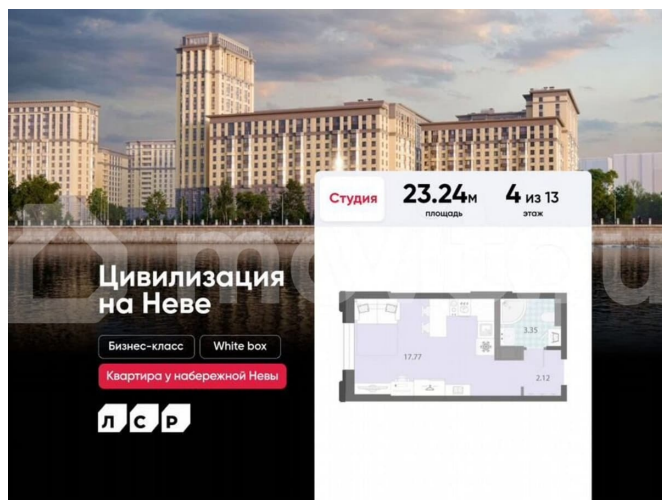 Студия
23.24м
площадь
4 из 13
этаж
Цивилизация
на Неве
Бизнес-класс
White box
Квартира у набережной Невы
ЛСР
17.77
3.35
2.12